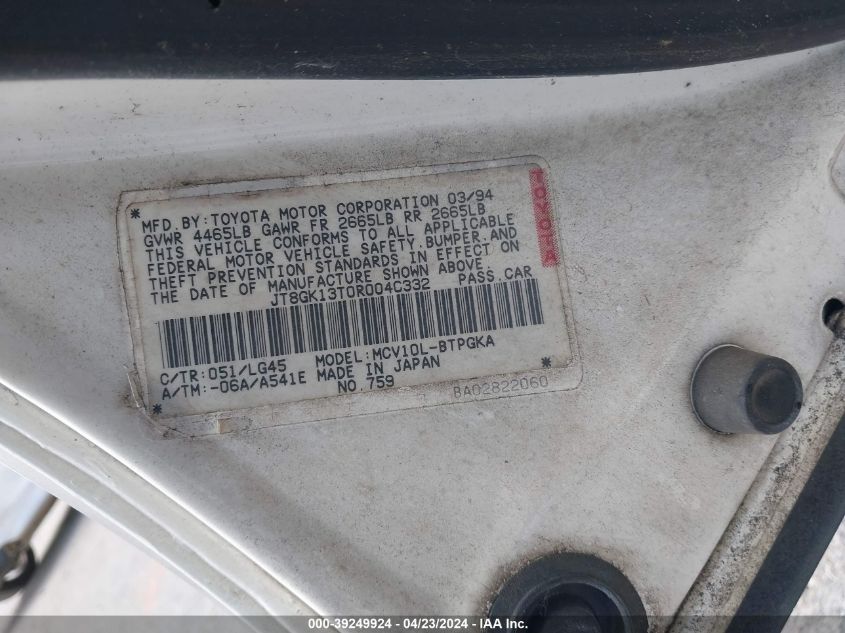 MFD. BY: TOYOTA MOTOR CORPORATION 03/94
GVWR 4465LB GAWR FR 2665LB RR 2665LB
THIS VEHICLE CONFORMS TO ALL APPLICABLE
FEDERAL MOTOR VEHICLE SAFETY, BUMPER, AND
THEFT PREVENTION STANDARDS IN EFFECT ON
THE DATE OF MANUFACTURE SHOWN ABOVE.
JT8GK13T0R004C332 PASS.CAR
TOYOTA
C/TR: 051/LG45 MODEL: MCV10L-BTPGKA
A/TM: -06A/A541E MADE IN JAPAN
NO. 759
BA02822060
000-39249924 - 04/23/2024 - IAA Inc.